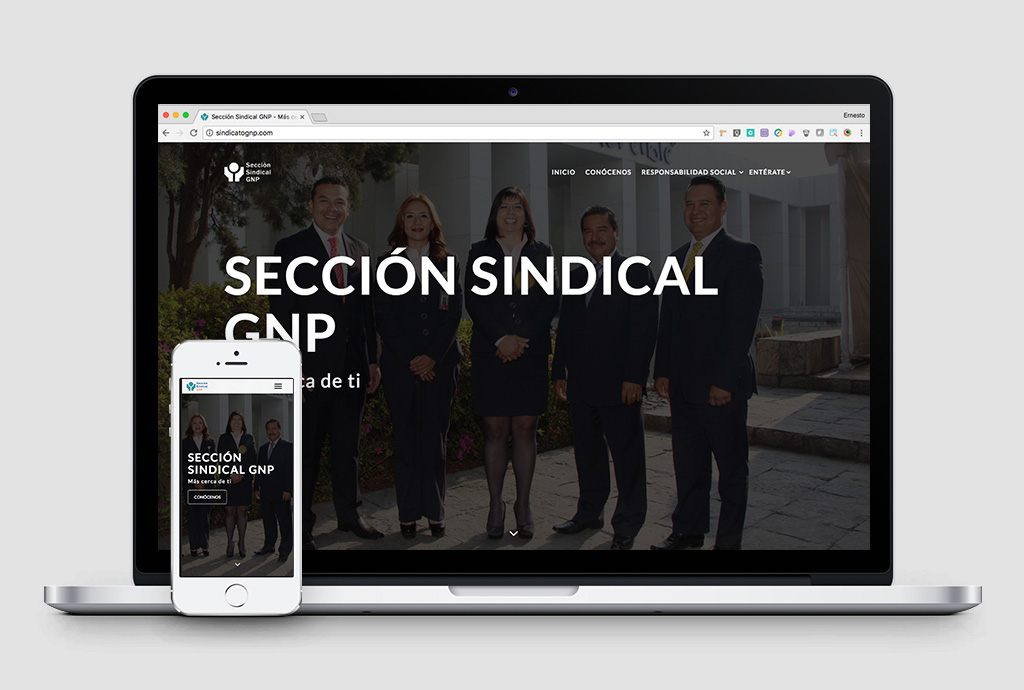 Sección Sindical GNP - Más ce
Ernesto
sindicatognp.com
Sección
Sindical
GNP
INICIO CONÓCENOS RESPONSABILIDAD SOCIAL ENTÉRATE
SECCIÓN SINDICAL
GNP
ca de ti
Sección
Sindical
GNP
SECCIÓN
SINDICAL GNP
Más cerca de ti
CONÓCENOS